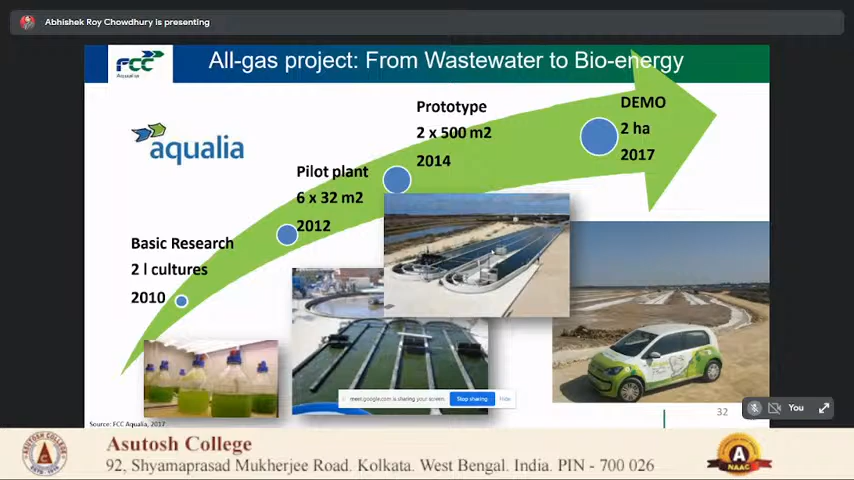 Abhishek Roy Chowdhury is presenting
FCC
Aqualia
All-gas project: From Wastewater to Bio-energy
aqualia
Prototype
2 x 500 m2
2014
DEMO
2 ha
2017
Pilot plant
6 x 32 m2
2012
Basic Research
2 l cultures
2010
meet.google.com is sharing your screen.
Stop sharing
Hide
32
You
Source: FCC Aqualia, 2017
Asutosh College
92, Shyamaprasad Mukherjee Road. Kolkata. West Bengal. India. PIN - 700 026
A
NAAC